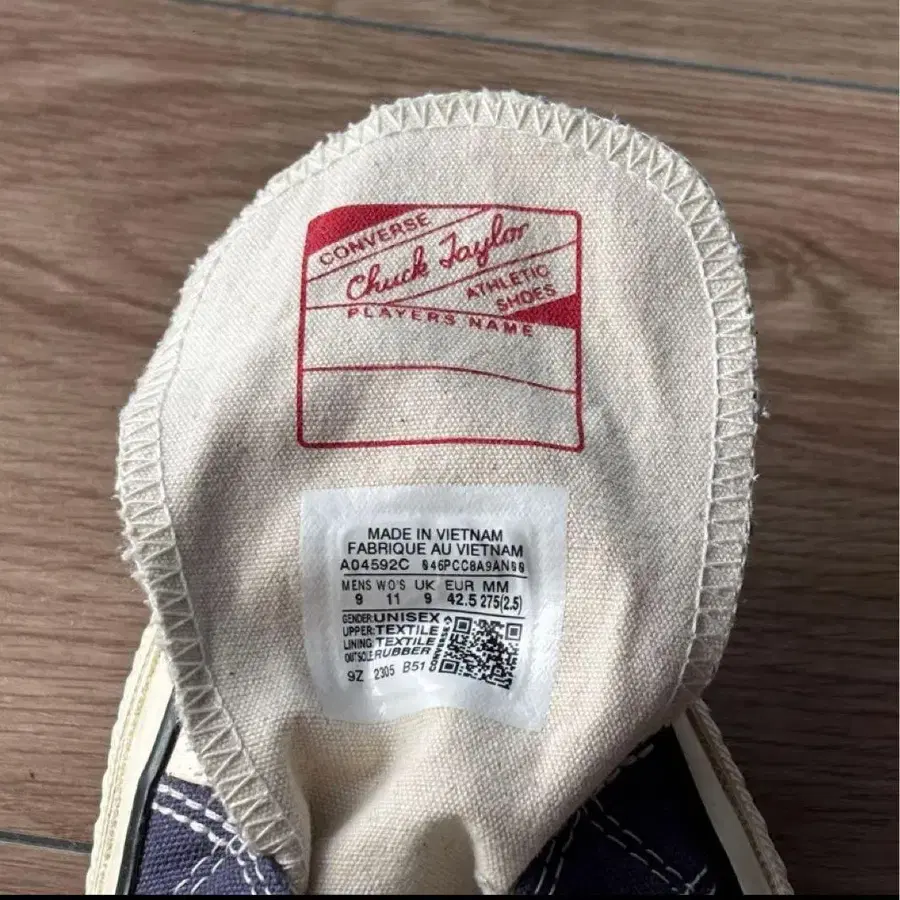 CONVERSE
Chuck Taylor
ATHLETIC
SHOES
PLAYERS NAME
MADE IN VIETNAM
FABRIQUE AU VIETNAM
A04592C 046PCC8A9AN00
MENS WO'S UK EUR MM
9 11 9 42.5 275(2.5)
GENDER:UNISEX
UPPER:TEXTILE
LINING:TEXTILE
OUTSOLE:RUBBER
9Z 2305 B51
CONVERSE